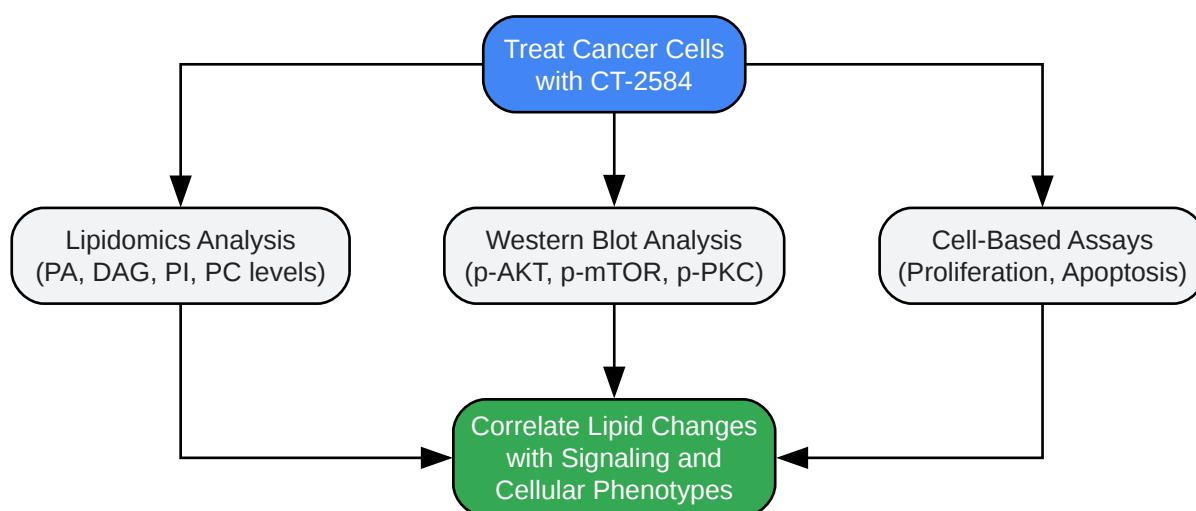 Treat Cancer Cells
with CT-2584
Lipidomics Analysis
(PA, DAG, PI, PC levels)
Western Blot Analysis
(p-AKT, p-mTOR, p-PKC)
Cell-Based Assays
(Proliferation, Apoptosis)
Correlate Lipid Changes
with Signaling and
Cellular Phenotypes